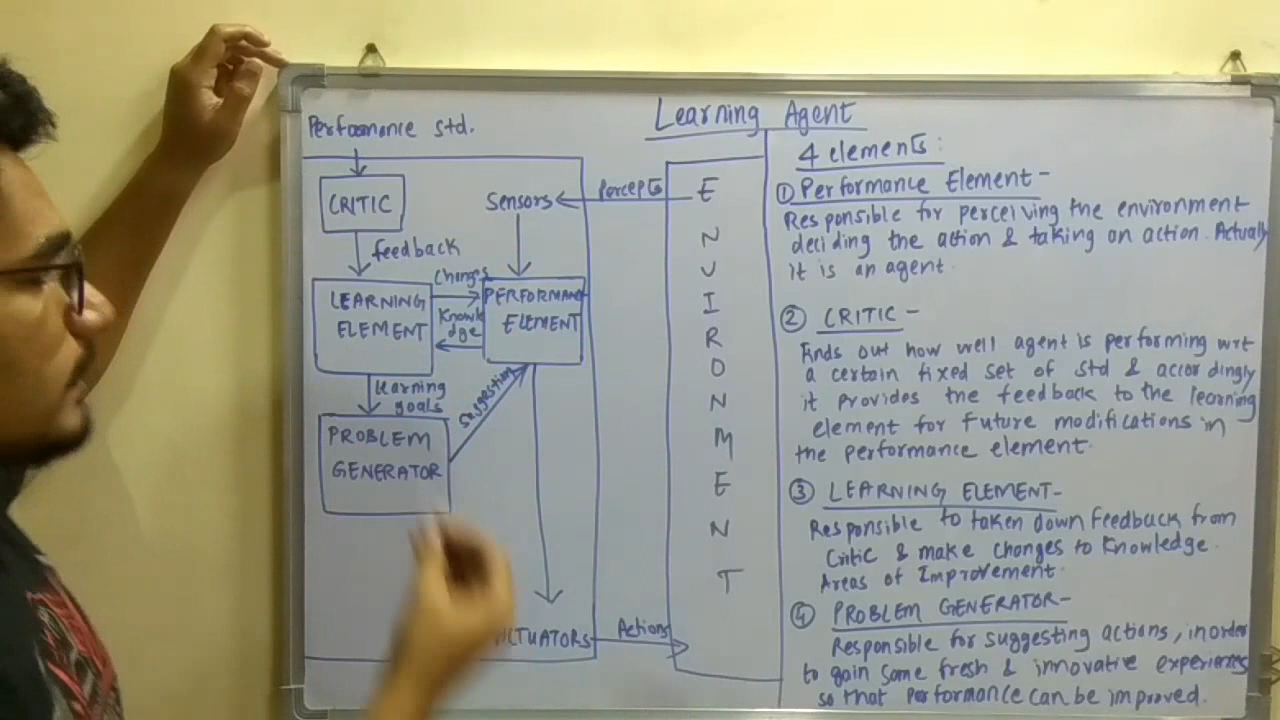 Learning Agent
Performance std.
CRITIC
feedback
LEARNING
ELEMENT
Changes
Knowle
dge
Sensors
Percepts
PERFORMANC
ELEMENT
Learning
goals
PROBLEM
GENERATOR
Suggestion
ACTUATORS
Actions
E
N
V
I
R
O
N
M
E
N
T
4 elements:
① Performance Element -
Responsible for perceiving the environment
deciding the action & taking an action. Actually
it is an agent.
② CRITIC -
Finds out how well agent is performing wrt
a certain fixed set of std & accordingly
it provides the feedback to the learning
element for future modifications in
the performance element.
③ LEARNING ELEMENT-
Responsible to taken down feedback from
Critic & make changes to Knowledge.
Areas of Improvement.
④ PROBLEM GENERATOR-
Responsible for suggesting actions, inorder
to gain some fresh & innovative experiences
so that Performance can be improved.